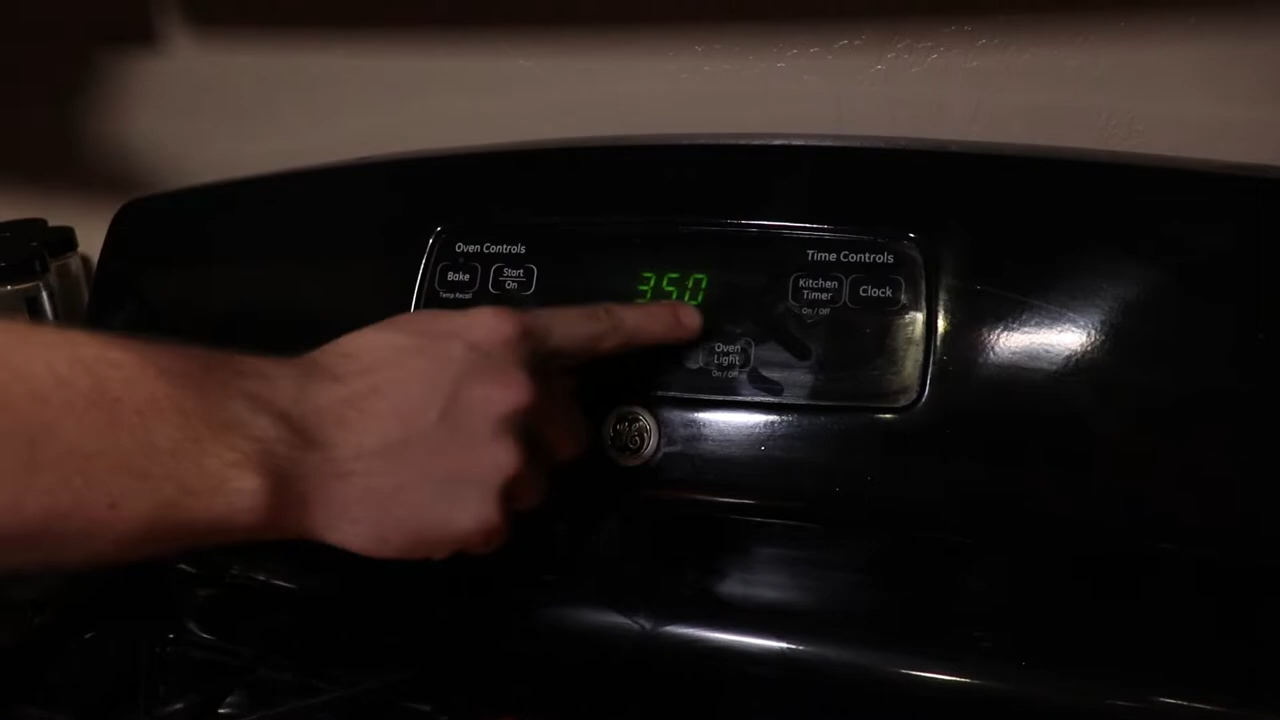 Oven Controls
Bake
Temp Recall
Start
On
350
Time Controls
Kitchen
Timer
On / Off
Clock
Oven
Light
On / Off
GE